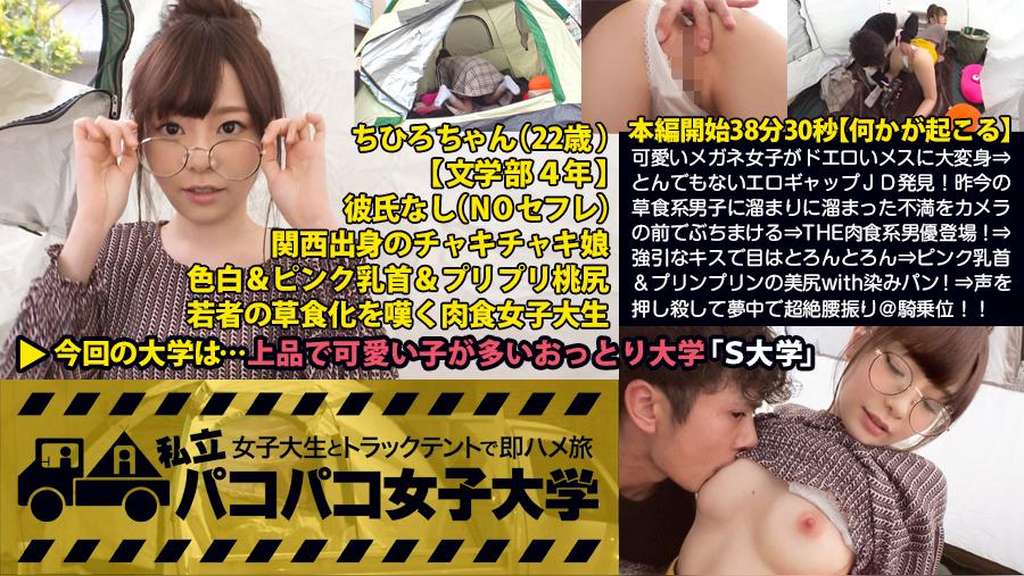 ちひろちゃん(22歳)
【文学部４年】
彼氏なし(NOセフレ)
関西出身のチャキチャキ娘
色白＆ピンク乳首＆プリプリ桃尻
若者の草食化を嘆く肉食女子大生
本編開始38分30秒【何かが起こる】
可愛いメガネ女子がドエロいメスに大変身⇒
とんでもないエロギャップＪＤ発見！昨今の
草食系男子に溜まりに溜まった不満をカメラ
の前でぶちまける⇒THE肉食系男優登場！⇒
強引なキスで目はとろんとろん⇒ピンク乳首
＆プリンプリンの美尻with染みパン！⇒声を
押し殺して夢中で超絶腰振り＠騎乗位！！
▶今回の大学は…上品で可愛い子が多いおっとり大学「S大学」
私立 女子大生とトラックテントで即ハメ旅
パコパコ女子大学